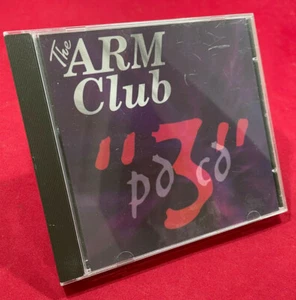 The ARM
Club
"pd3cd"